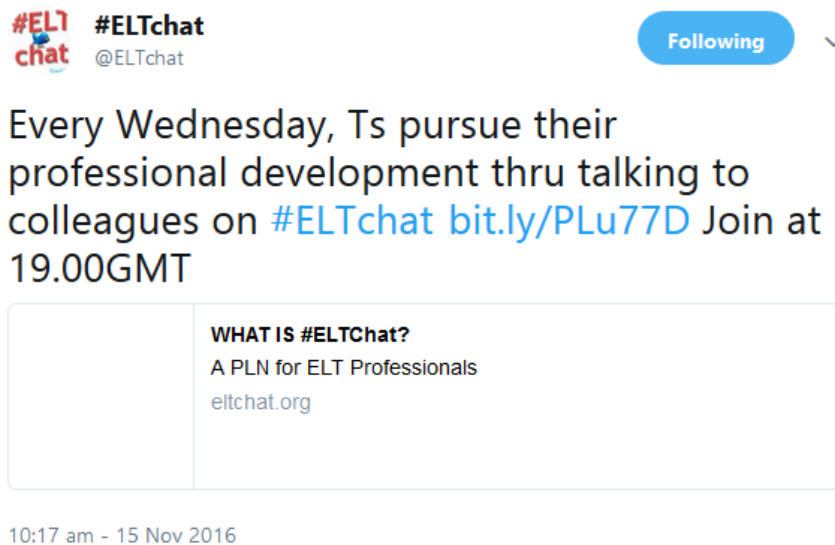 #ELT
chat
#ELTchat
@ELTchat
Following
Every Wednesday, Ts pursue their
professional development thru talking to
colleagues on #ELTchat bit.ly/PLu77D Join at
19.00GMT
WHAT IS #ELTChat?
A PLN for ELT Professionals
eltchat.org
10:17 am - 15 Nov 2016